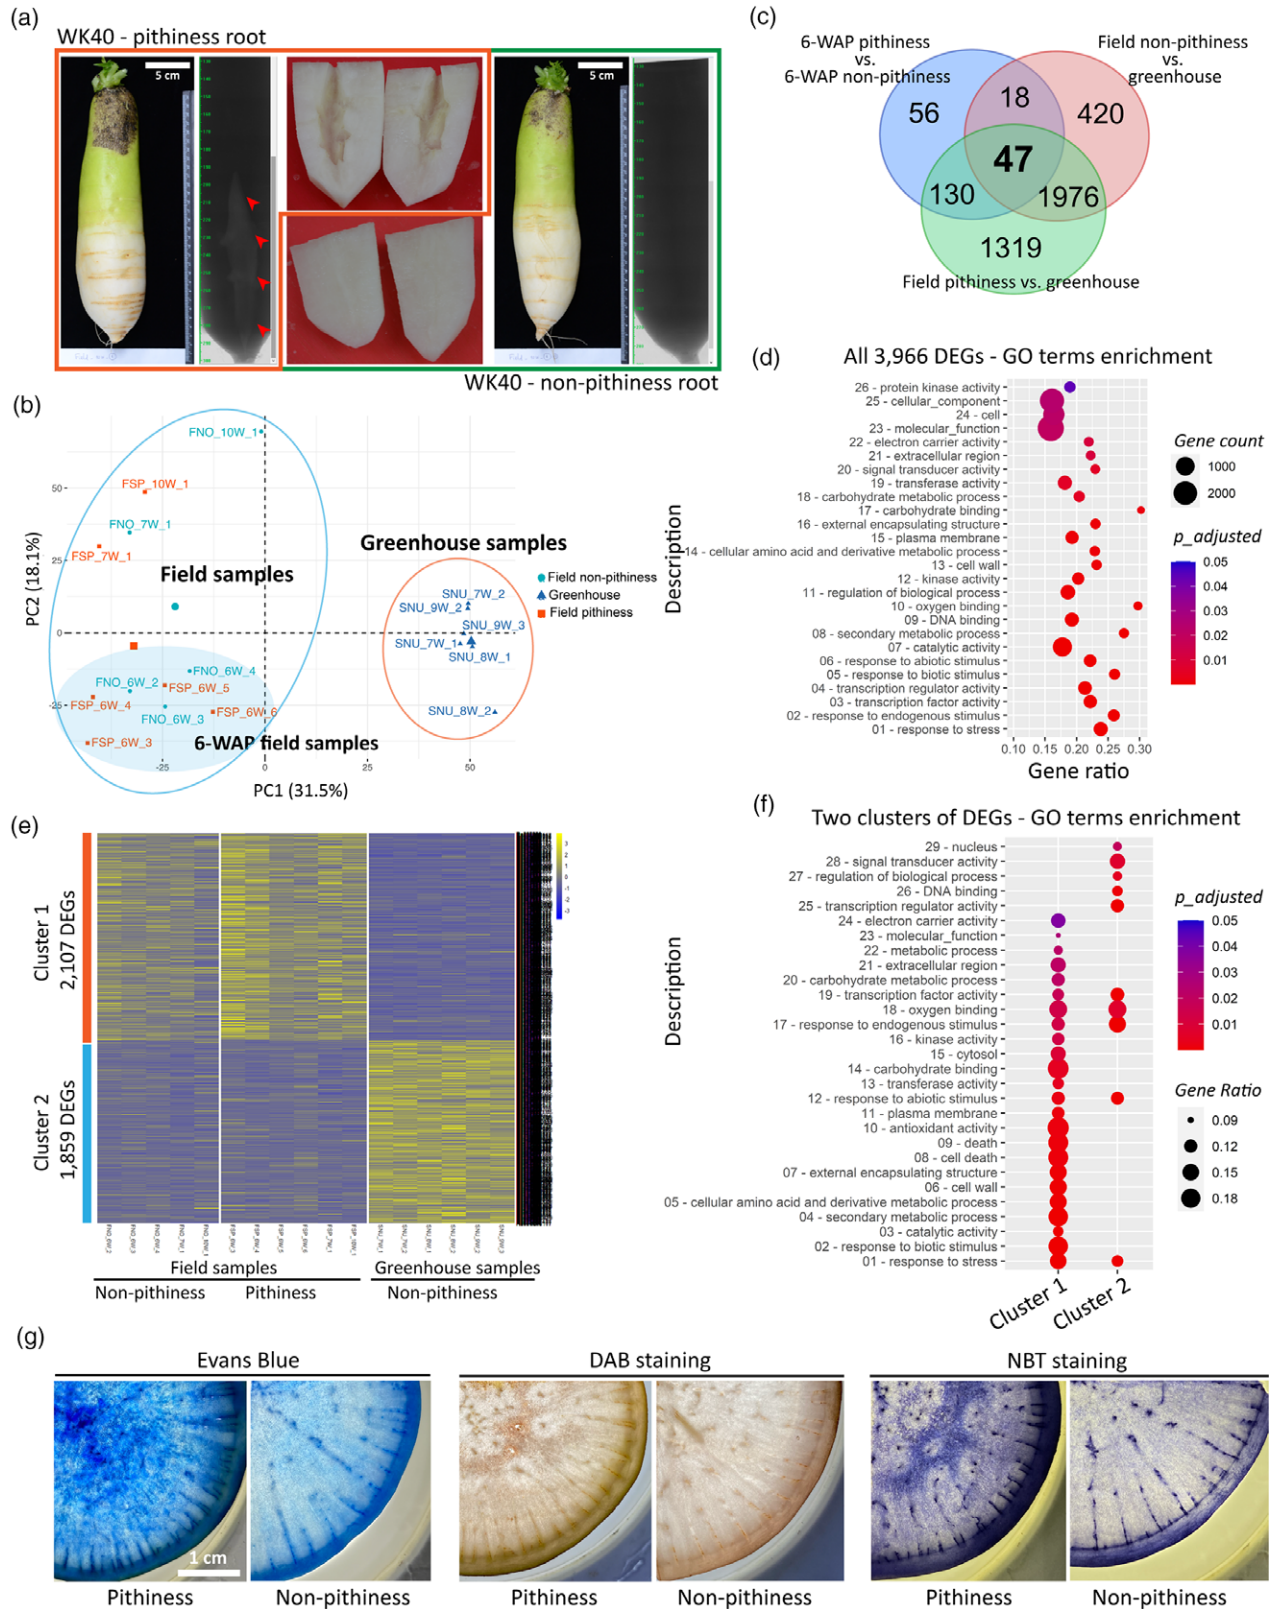 (a)
WK40 - pithiness root
5 cm
5 cm
WK40 - non-pithiness root
(b)
PC2 (18.1%)
50
25
0
-25
-25
0
25
50
PC1 (31.5%)
FNO_10W_1
FSP_10W_1
FNO_7W_1
FSP_7W_1
Field samples
FNO_6W_4
FNO_6W_2
FSP_6W_5
FSP_6W_4
FNO_6W_3
FSP_6W_6
FSP_6W_3
6-WAP field samples
Greenhouse samples
SNU_7W_2
SNU_9W_2
SNU_9W_3
SNU_7W_1
SNU_8W_1
SNU_8W_2
Field non-pithiness
Greenhouse
Field pithiness
(c)
6-WAP pithiness
vs.
6-WAP non-pithiness
Field non-pithiness
vs.
greenhouse
56
18
420
47
130
1976
1319
Field pithiness vs. greenhouse
(d)
All 3,966 DEGs - GO terms enrichment
Description
26 - protein kinase activity
25 - cellular_component
24 - cell
23 - molecular_function
22 - electron carrier activity
21 - extracellular region
20 - signal transducer activity
19 - transferase activity
18 - carbohydrate metabolic process
17 - carbohydrate binding
16 - external encapsulating structure
15 - plasma membrane
14 - cellular amino acid and derivative metabolic process
13 - cell wall
12 - kinase activity
11 - regulation of biological process
10 - oxygen binding
09 - DNA binding
08 - secondary metabolic process
07 - catalytic activity
06 - response to abiotic stimulus
05 - response to biotic stimulus
04 - transcription regulator activity
03 - transcription factor activity
02 - response to endogenous stimulus
01 - response to stress
0.10 0.15 0.20 0.25 0.30
Gene ratio
Gene count
1000
2000
p_adjusted
0.05
0.04
0.03
0.02
0.01
(e)
Cluster 1
2,107 DEGs
Cluster 2
1,859 DEGs
3
2
1
0
-1
-2
-3
FNO_6W_2
FNO_6W_3
FNO_6W_4
FNO_7W_1
FNO_10W_1
FSP_6W_3
FSP_6W_4
FSP_6W_5
FSP_6W_6
FSP_7W_1
FSP_10W_1
Field samples
Greenhouse samples
Non-pithiness
Pithiness
Non-pithiness
(f)
Two clusters of DEGs - GO terms enrichment
Description
29 - nucleus
28 - signal transducer activity
27 - regulation of biological process
26 - DNA binding
25 - transcription regulator activity
24 - electron carrier activity
23 - molecular_function
22 - metabolic process
21 - extracellular region
20 - carbohydrate metabolic process
19 - transcription factor activity
18 - oxygen binding
17 - response to endogenous stimulus
16 - kinase activity
15 - cytosol
14 - carbohydrate binding
13 - transferase activity
12 - response to abiotic stimulus
11 - plasma membrane
10 - antioxidant activity
09 - death
08 - cell death
07 - external encapsulating structure
06 - cell wall
05 - cellular amino acid and derivative metabolic process
04 - secondary metabolic process
03 - catalytic activity
02 - response to biotic stimulus
01 - response to stress
Cluster 1
Cluster 2
p_adjusted
0.05
0.04
0.03
0.02
0.01
Gene Ratio
0.09
0.12
0.15
0.18
(g)
Evans Blue
DAB staining
NBT staining
1 cm
Pithiness
Non-pithiness
Pithiness
Non-pithiness
Pithiness
Non-pithiness